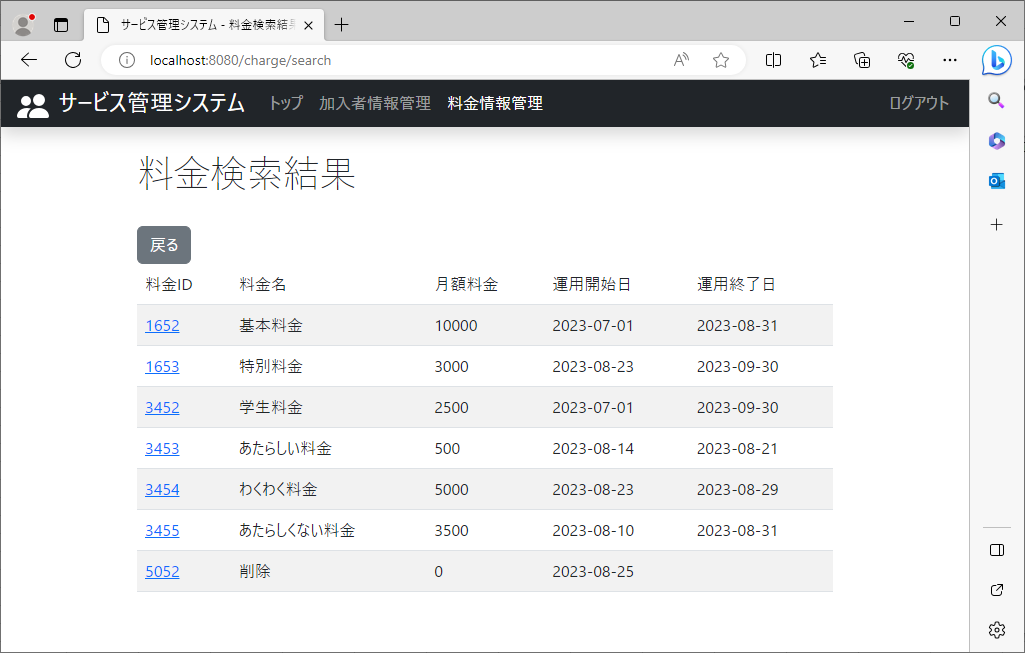 サービス管理システム - 料金検索結果
localhost:8080/charge/search
サービス管理システム トップ 加入者情報管理 料金情報管理 ログアウト
料金検索結果
戻る
料金ID 料金名 月額料金 運用開始日 運用終了日
1652 基本料金 10000 2023-07-01 2023-08-31
1653 特別料金 3000 2023-08-23 2023-09-30
3452 学生料金 2500 2023-07-01 2023-09-30
3453 あたらしい料金 500 2023-08-14 2023-08-21
3454 わくわく料金 5000 2023-08-23 2023-08-29
3455 あたらしくない料金 3500 2023-08-10 2023-08-31
5052 削除 0 2023-08-25